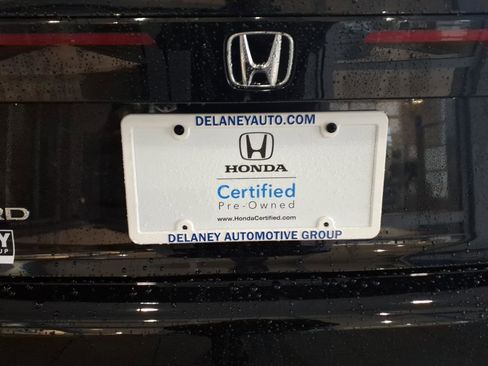 DELANEYAUTO.COM
HONDA
Certified
Pre-Owned
www.HondaCertified.com
DELANEY AUTOMOTIVE GROUP